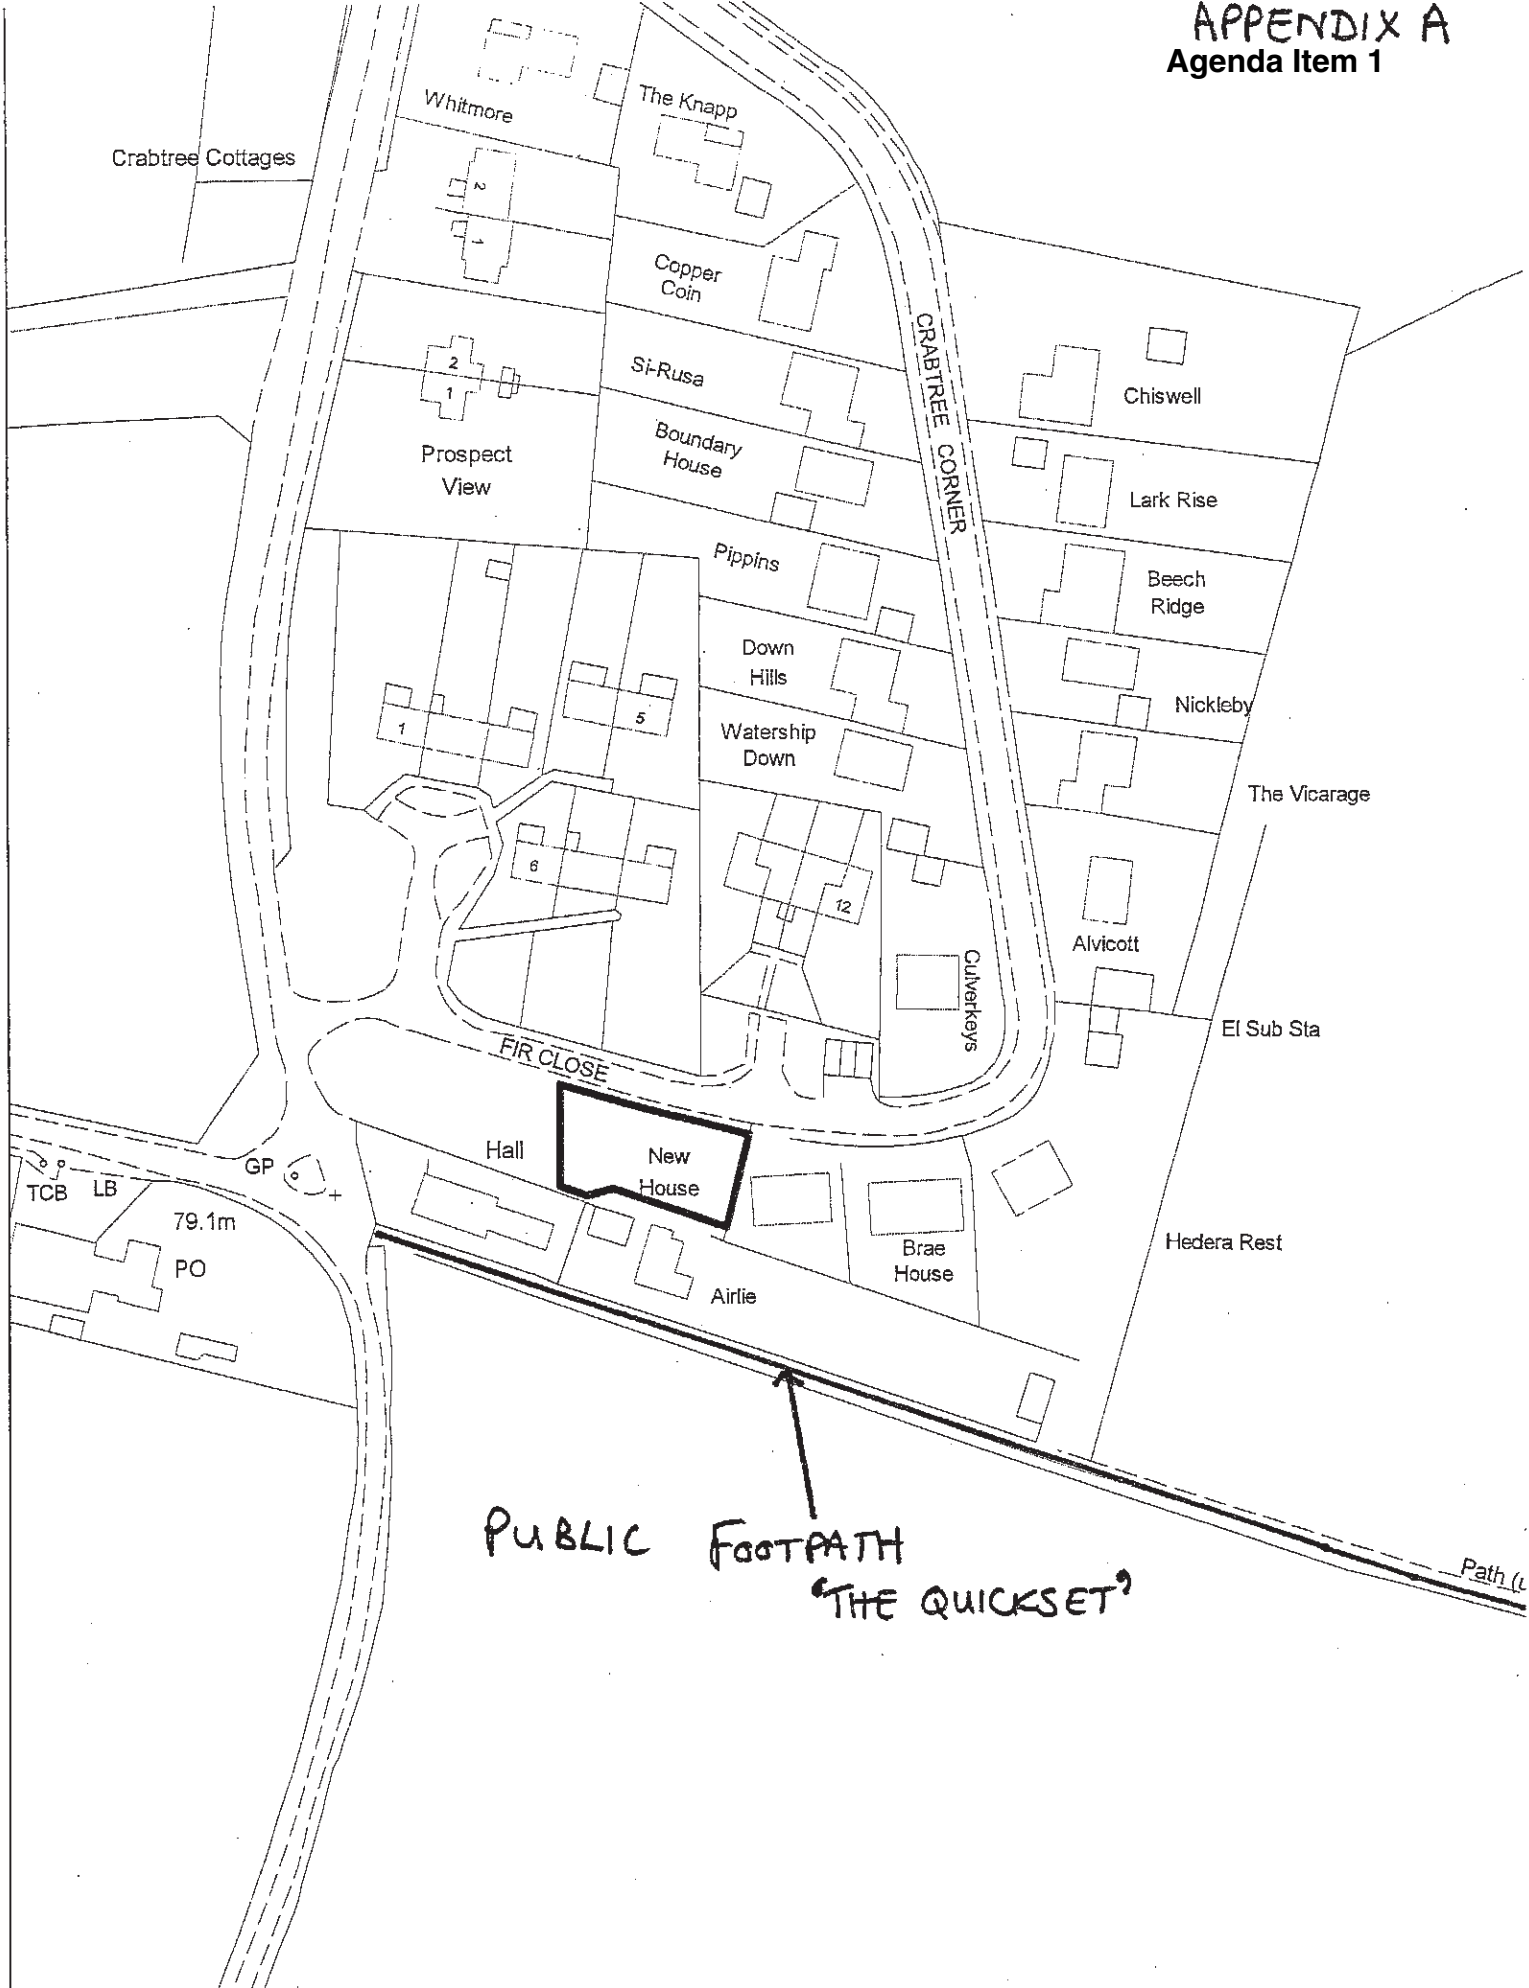 APPENDIX A
Agenda Item 1
Whitmore
The Knapp
Crabtree Cottages
2
1
Copper
Coin
CRABTREE CORNER
Si-Rusa
2
1
Chiswell
Boundary
House
Prospect
View
Lark Rise
Pippins
Beech
Ridge
Down
Hills
Nickleby
1
5
Watership
Down
The Vicarage
6
12
Alvicott
Culverkeys
El Sub Sta
FIR CLOSE
Hall
New
House
GP
TCB
LB
79.1m
PO
Brae
House
Hedera Rest
Airlie
PUBLIC FOOTPATH
"THE QUICKSET"
Path (u